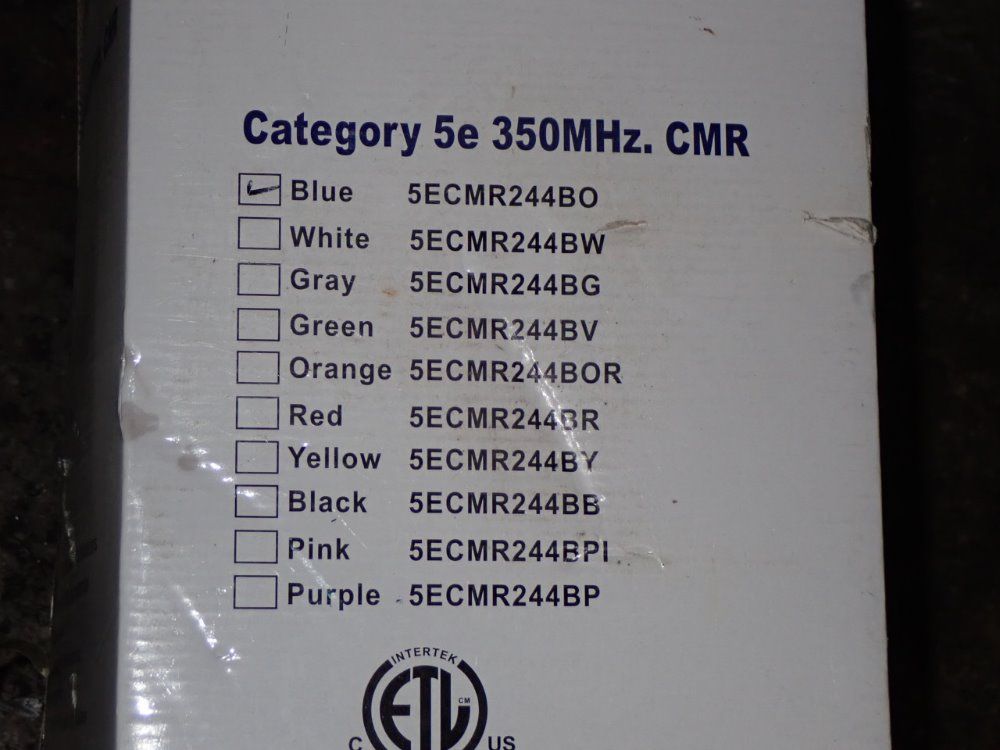 Category 5e 350MHz. CMR
Blue 5ECMR244BO
White 5ECMR244BW
Gray 5ECMR244BG
Green 5ECMR244BV
Orange 5ECMR244BOR
Red 5ECMR244BR
Yellow 5ECMR244BY
Black 5ECMR244BB
Pink 5ECMR244BPI
Purple 5ECMR244BP
INTERTEK
ETL CM
C US